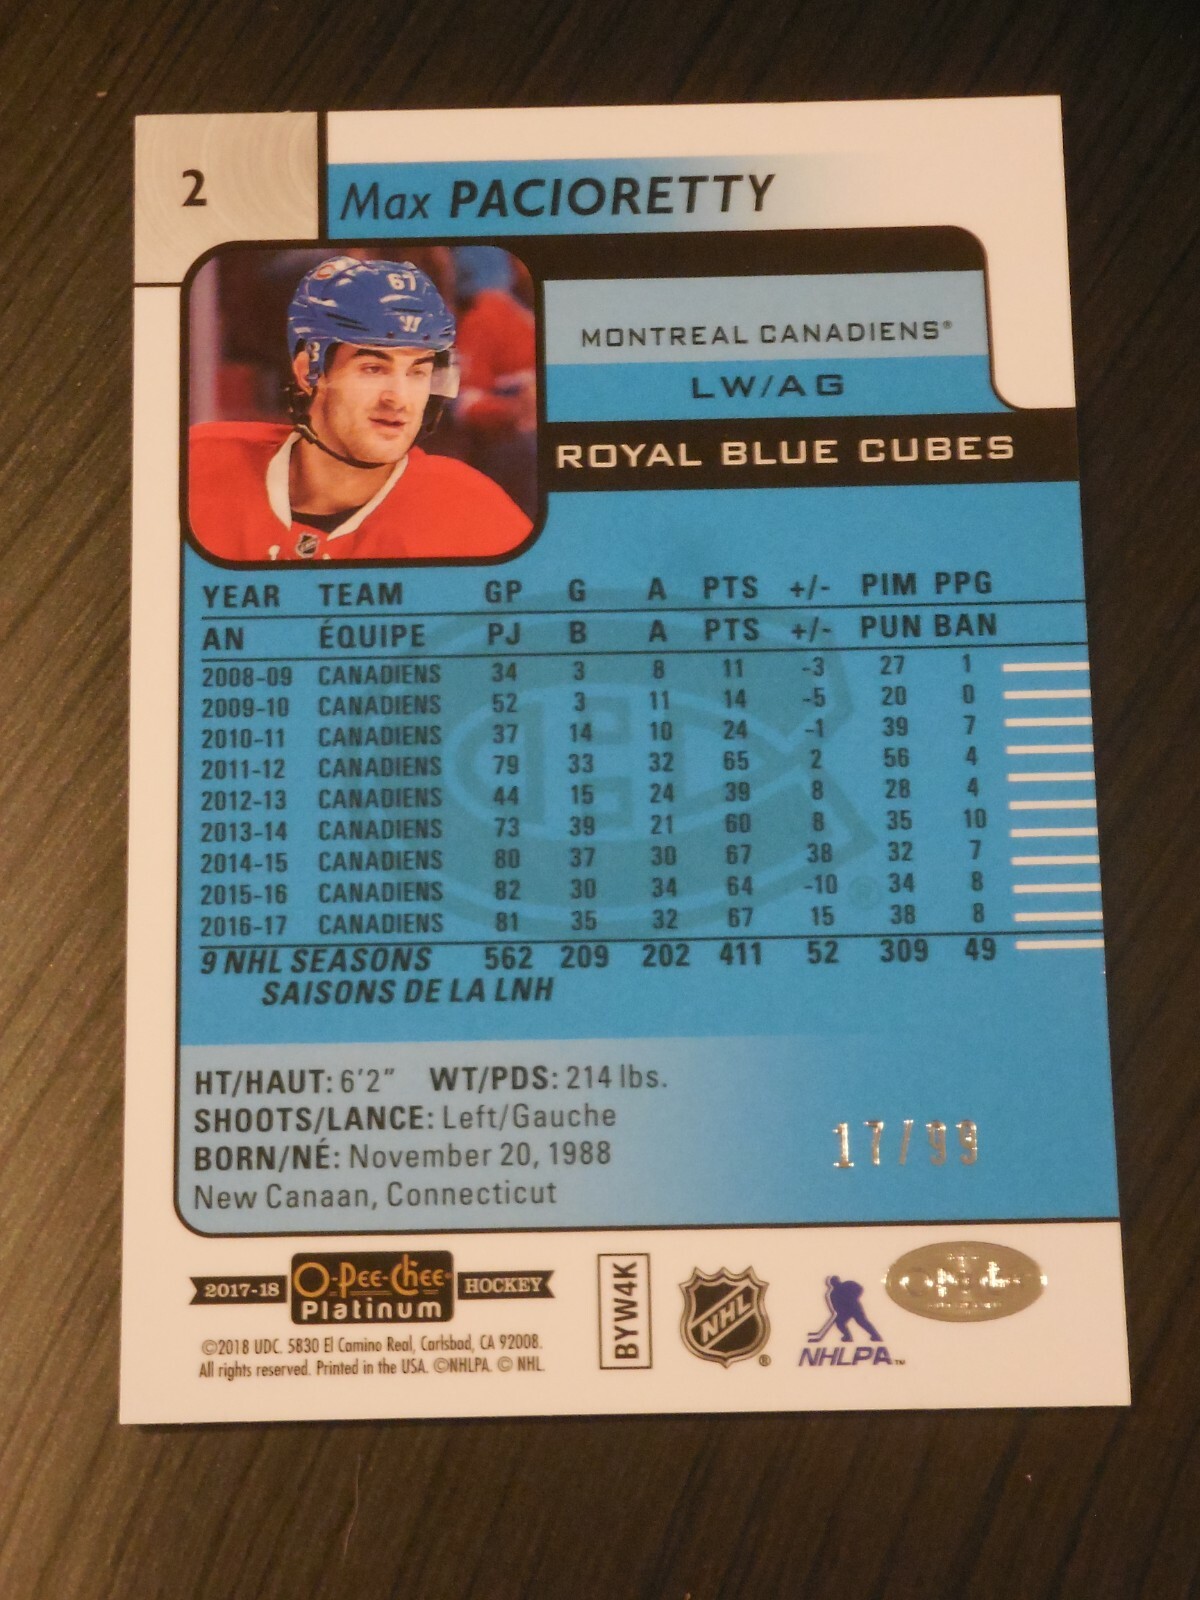 2
Max PACIORETTY
67
MONTREAL CANADIENS®
LW/AG
ROYAL BLUE CUBES
YEAR TEAM GP G A PTS +/- PIM PPG
AN ÉQUIPE PJ B A PTS +/- PUN BAN
2008-09 CANADIENS 34 3 8 11 -3 27 1
2009-10 CANADIENS 52 3 11 14 -5 20 0
2010-11 CANADIENS 37 14 10 24 -1 39 7
2011-12 CANADIENS 79 33 32 65 2 56 4
2012-13 CANADIENS 44 15 24 39 8 28 4
2013-14 CANADIENS 73 39 21 60 8 35 10
2014-15 CANADIENS 80 37 30 67 38 32 7
2015-16 CANADIENS 82 30 34 64 -10 34 8
2016-17 CANADIENS 81 35 32 67 15 38 8
9 NHL SEASONS 562 209 202 411 52 309 49
SAISONS DE LA LNH
HT/HAUT: 6'2" WT/PDS: 214 lbs.
SHOOTS/LANCE: Left/Gauche
BORN/NÉ: November 20, 1988
New Canaan, Connecticut
17/99
2017-18 O-Pee-Chee Platinum HOCKEY
©2018 UDC. 5830 El Camino Real, Carlsbad, CA 92008.
All rights reserved. Printed in the USA. ©NHLPA. © NHL.
BYW4K
NHL®
NHLPA™